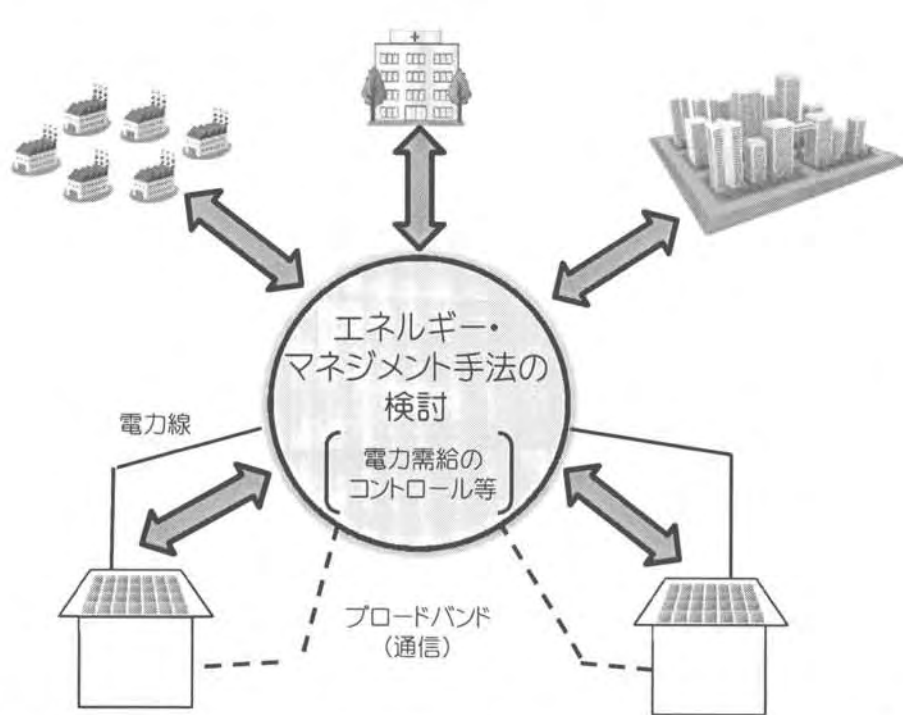 エネルギー・
マネジメント手法の
検討
電力需給の
コントロール等
電力線
ブロードバンド
(通信)